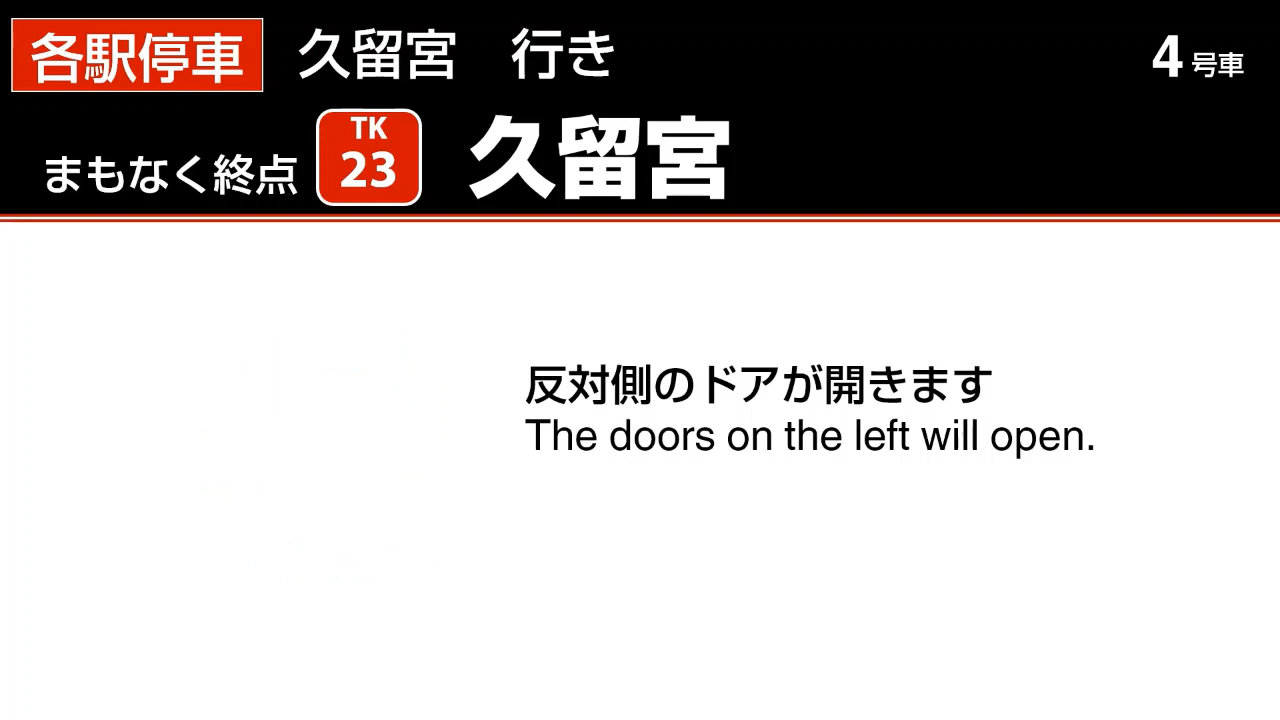 各駅停車 久留宮 行き 4号車
まもなく終点 TK 23 久留宮
反対側のドアが開きます
The doors on the left will open.